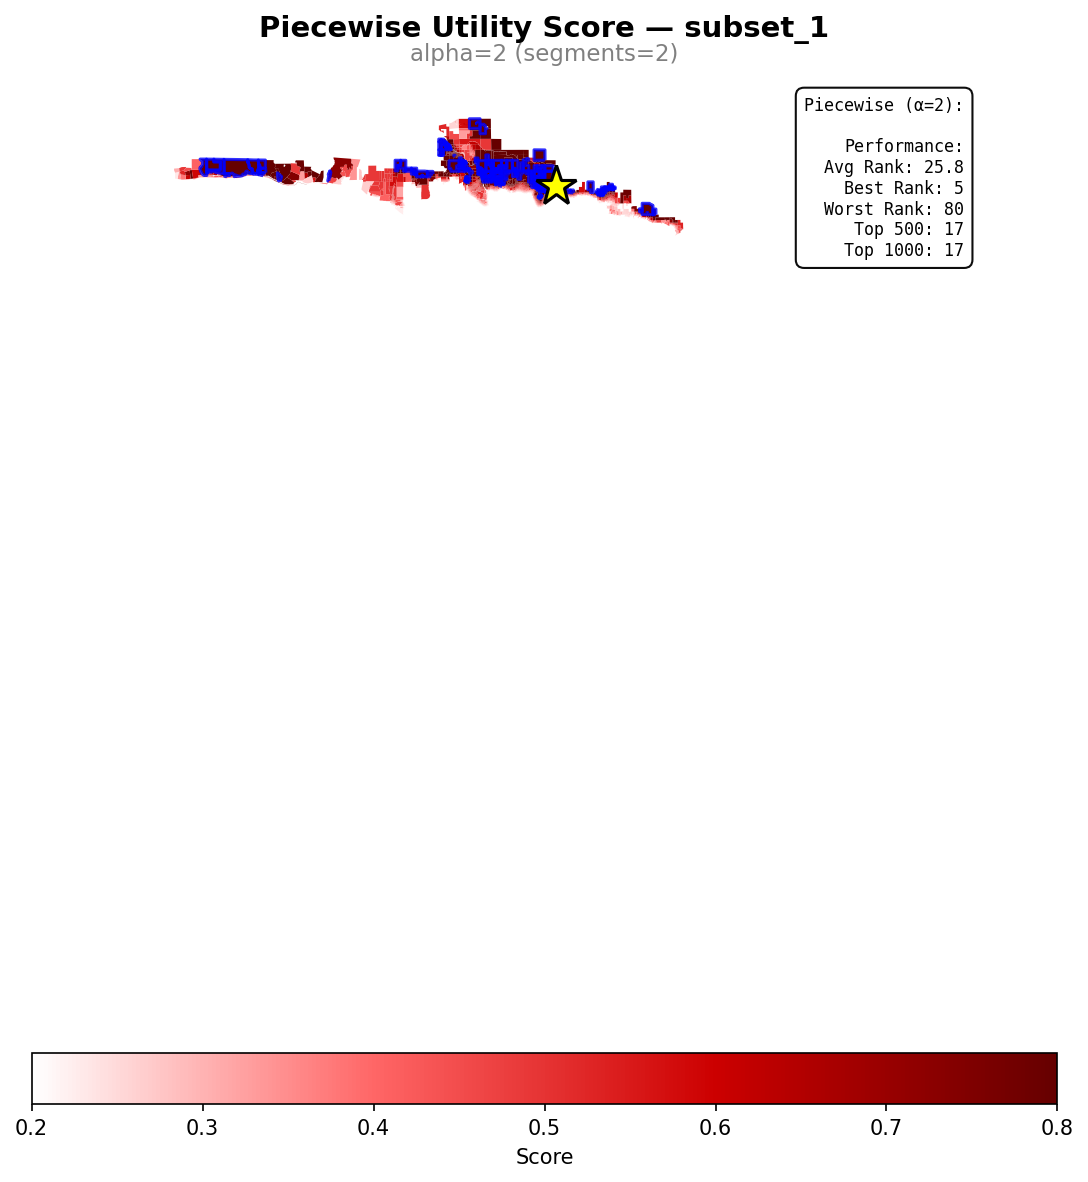 Piecewise Utility Score — subset_1
alpha=2 (segments=2)
Piecewise (α=2):
Performance:
Avg Rank: 25.8
Best Rank: 5
Worst Rank: 80
Top 500: 17
Top 1000: 17
0.2 0.3 0.4 0.5 0.6 0.7 0.8
Score